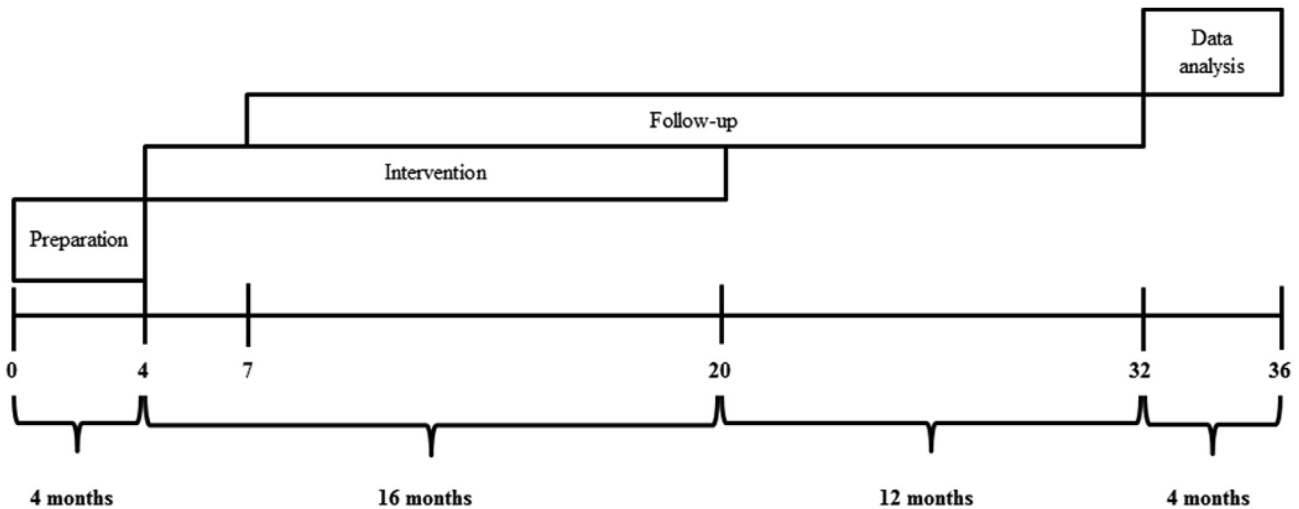 Data
analysis
Follow-up
Intervention
Preparation
0 4 7 20 32 36
4 months 16 months 12 months 4 months